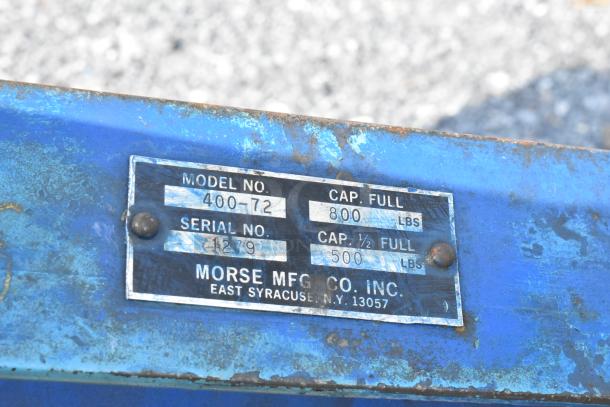 MODEL NO. CAP. FULL
400-72 800 LBS
SERIAL NO. CAP. ½ FULL
1279 500 LBS
MORSE MFG. CO. INC.
EAST SYRACUSE, N.Y. 13057